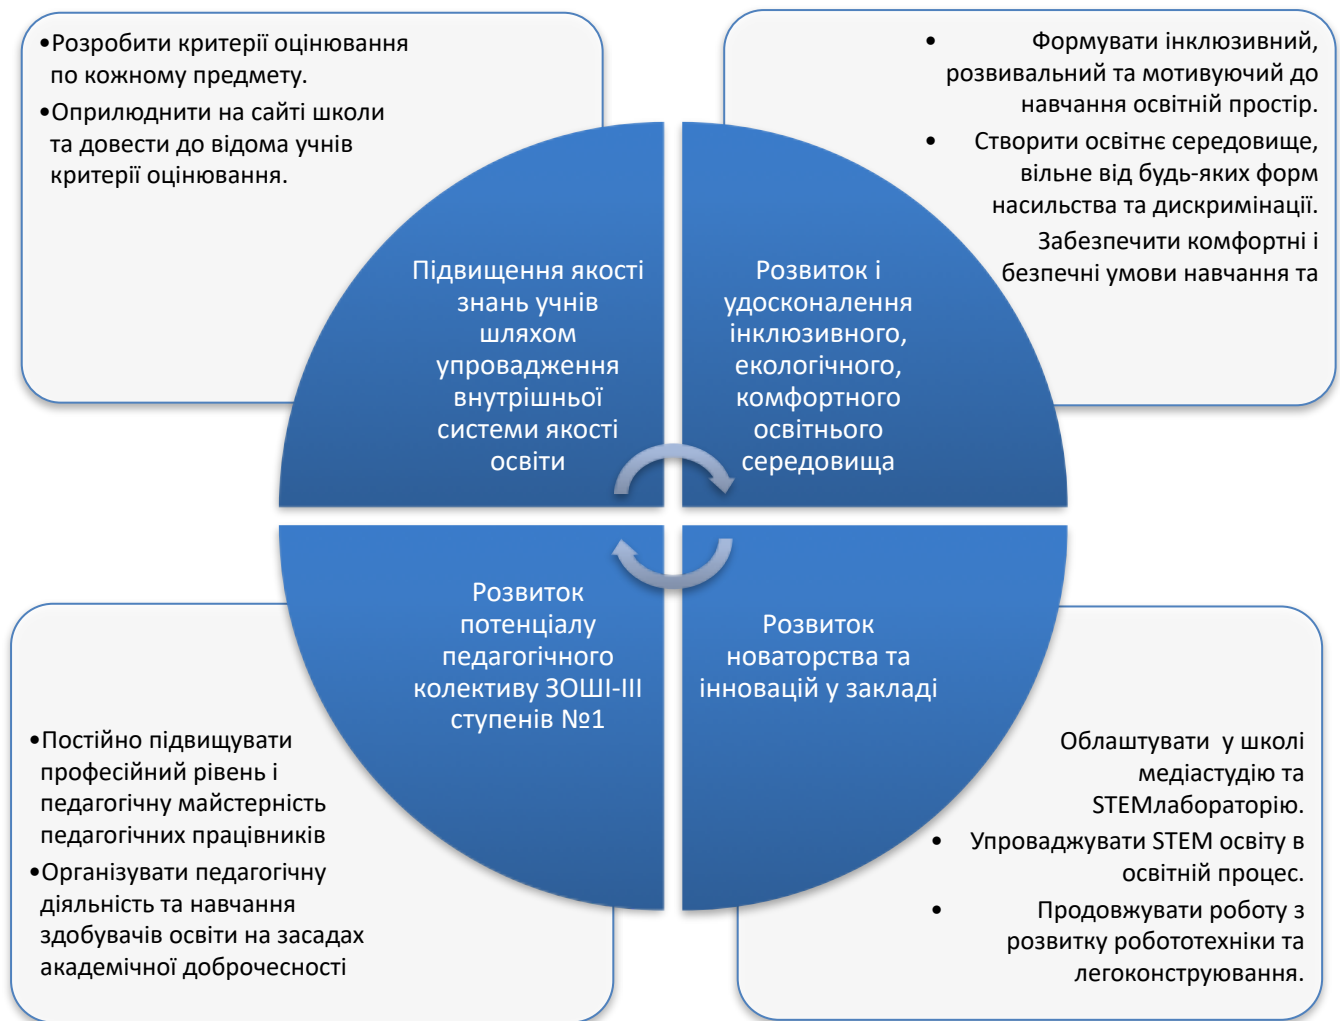 •Розробити критерії оцінювання
по кожному предмету.
•Оприлюднити на сайті школи
та довести до відома учнів
критерії оцінювання.
• Формувати інклюзивний,
розвивальний та мотивуючий до
навчання освітній простір.
• Створити освітнє середовище,
вільне від будь-яких форм
насильства та дискримінації.
Забезпечити комфортні і
безпечні умови навчання та
Підвищення якості
знань учнів
шляхом
упровадження
внутрішньої
системи якості
освіти
Розвиток і
удосконалення
інклюзивного,
екологічного,
комфортного
освітнього
середовища
Розвиток
потенціалу
педагогічного
колективу ЗОШІ-ІІІ
ступенів №1
Розвиток
новаторства та
інновацій у закладі
•Постійно підвищувати
професійний рівень і
педагогічну майстерність
педагогічних працівників
•Організувати педагогічну
діяльність та навчання
здобувачів освіти на засадах
академічної доброчесності
Облаштувати у школі
медіастудію та
STEMлабораторію.
• Упроваджувати STEM освіту в
освітній процес.
• Продовжувати роботу з
розвитку робототехніки та
легоконструювання.